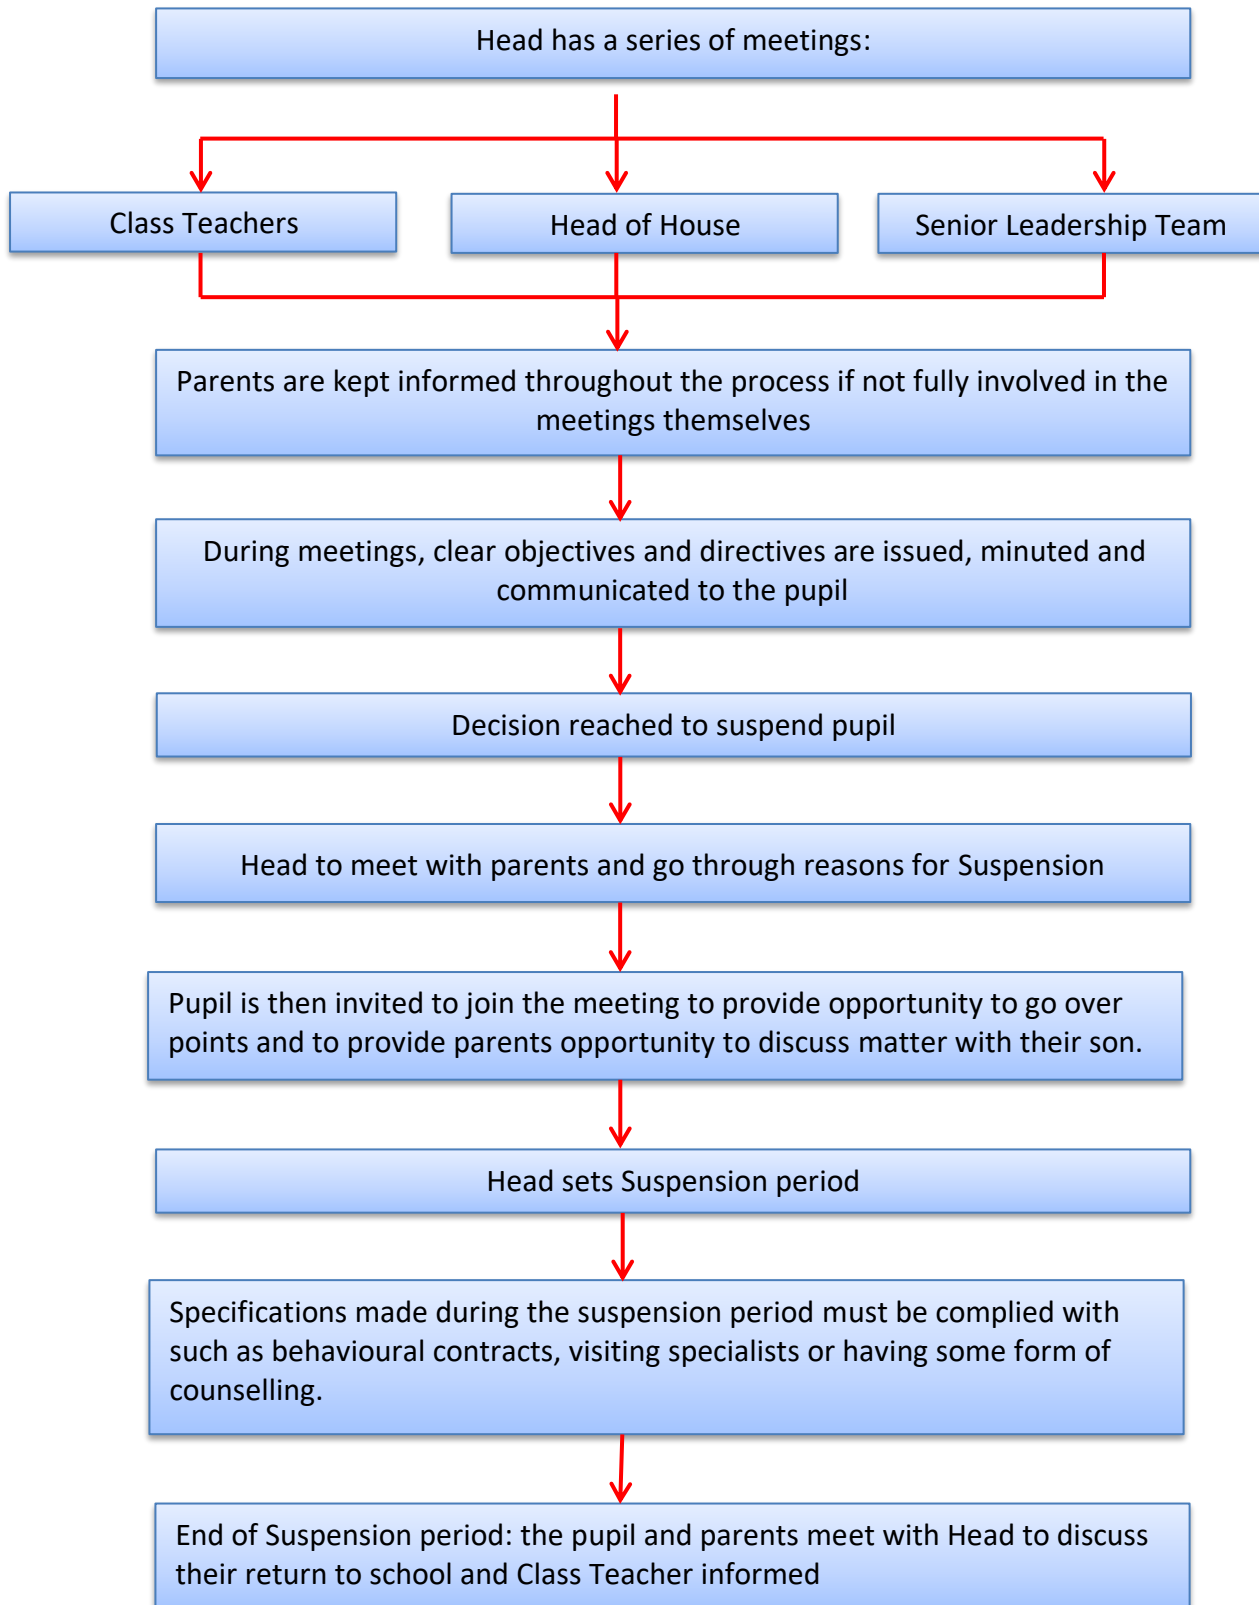 Head has a series of meetings:
Class Teachers
Head of House
Senior Leadership Team
Parents are kept informed throughout the process if not fully involved in the
meetings themselves
During meetings, clear objectives and directives are issued, minuted and
communicated to the pupil
Decision reached to suspend pupil
Head to meet with parents and go through reasons for Suspension
Pupil is then invited to join the meeting to provide opportunity to go over
points and to provide parents opportunity to discuss matter with their son.
Head sets Suspension period
Specifications made during the suspension period must be complied with
such as behavioural contracts, visiting specialists or having some form of
counselling.
End of Suspension period: the pupil and parents meet with Head to discuss
their return to school and Class Teacher informed